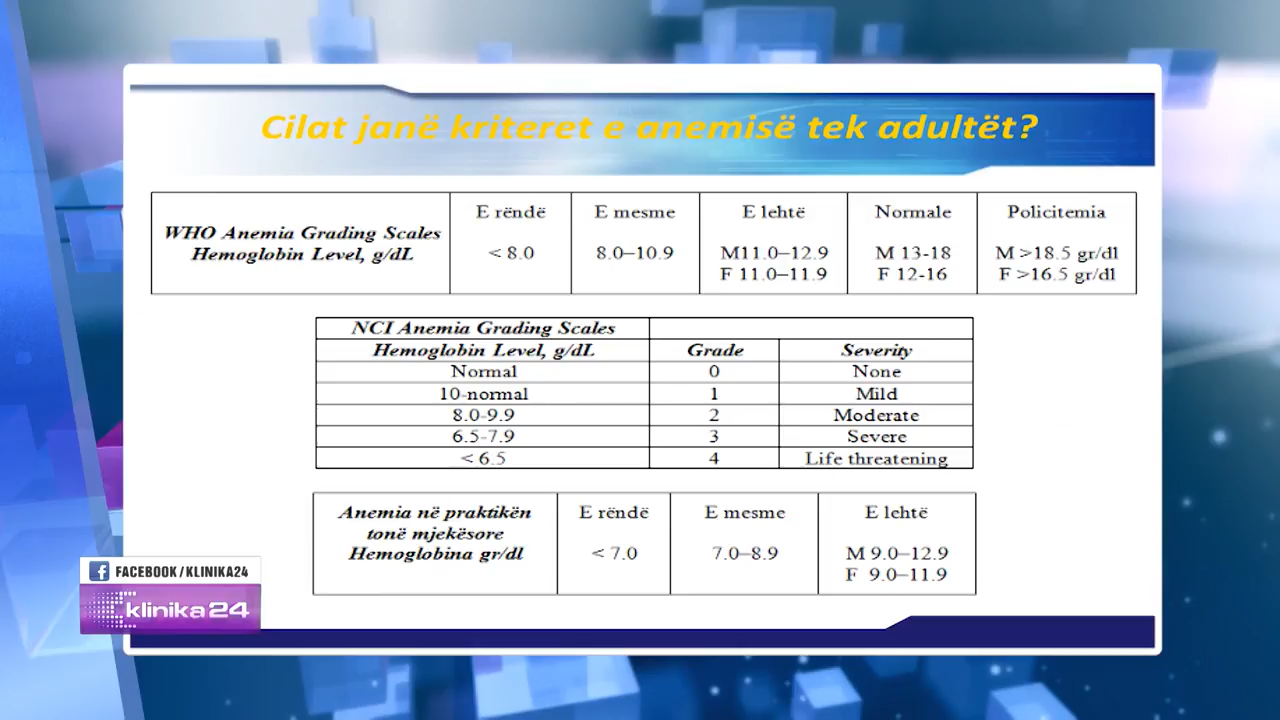 Cilat janë kriteret e anemisë tek adultët?
WHO Anemia Grading Scales
Hemoglobin Level, g/dL
E rëndë
< 8.0
E mesme
8.0–10.9
E lehtë
M11.0–12.9
F 11.0–11.9
Normale
M 13-18
F 12-16
Policitemia
M >18.5 gr/dl
F >16.5 gr/dl
NCI Anemia Grading Scales
Hemoglobin Level, g/dL Grade Severity
Normal 0 None
10-normal 1 Mild
8.0-9.9 2 Moderate
6.5-7.9 3 Severe
< 6.5 4 Life threatening
Anemia në praktikën
tonë mjekësore
Hemoglobina gr/dl
E rëndë
< 7.0
E mesme
7.0–8.9
E lehtë
M 9.0–12.9
F 9.0–11.9
f FACEBOOK/KLINIKA24
klinika 24